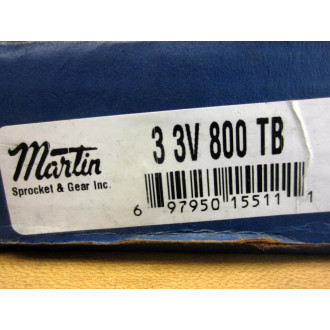 Martin
Sprocket & Gear Inc.
3 3V 800 TB
6 97950 15511 1